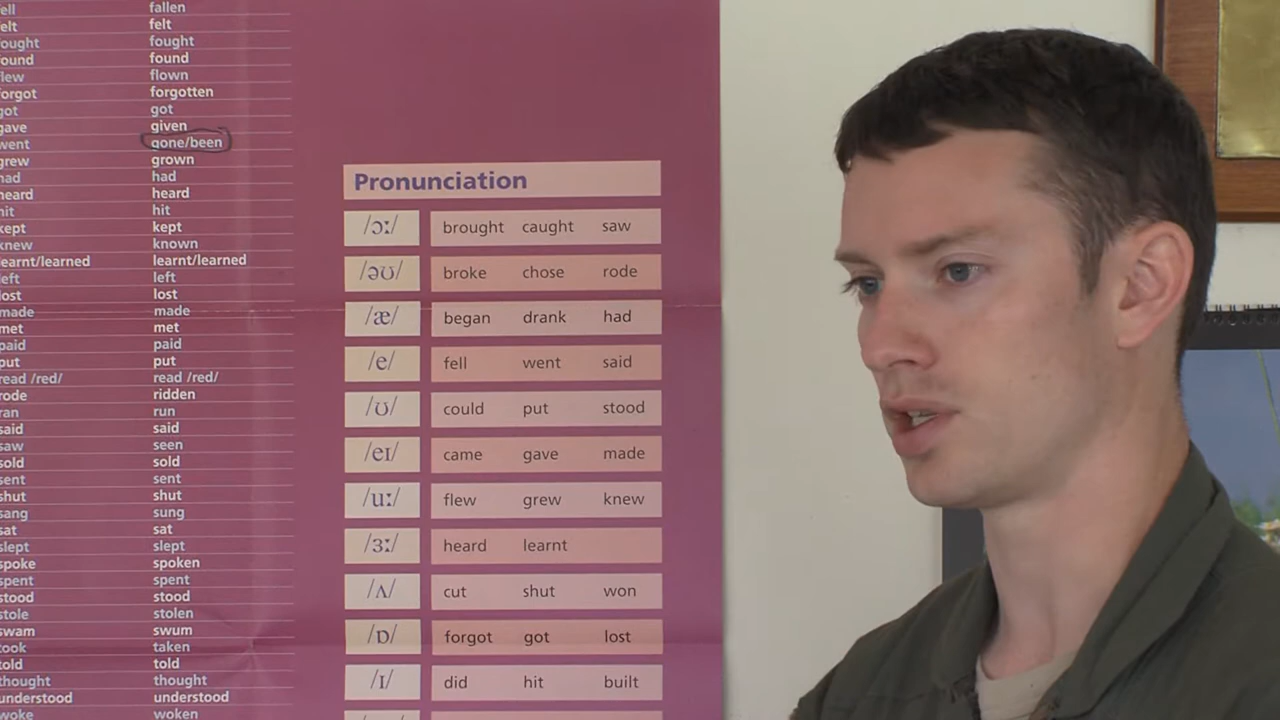 ell fallen
elt felt
ought fought
ound found
lew flown
orgot forgotten
got got
gave given
went gone/been
grew grown
had had
heard heard
hit hit
kept kept
knew known
learnt/learned learnt/learned
left left
lost lost
made made
met met
paid paid
put put
read /red/ read /red/
rode ridden
ran run
said said
saw seen
sold sold
sent sent
shut shut
sang sung
sat sat
slept slept
spoke spoken
spent spent
stood stood
stole stolen
swam swum
took taken
told told
thought thought
understood understood
woke woken
Pronunciation
/ɔː/ brought caught saw
/əʊ/ broke chose rode
/æ/ began drank had
/e/ fell went said
/ʊ/ could put stood
/eɪ/ came gave made
/uː/ flew grew knew
/ɜː/ heard learnt
/ʌ/ cut shut won
/ɒ/ forgot got lost
/ɪ/ did hit built